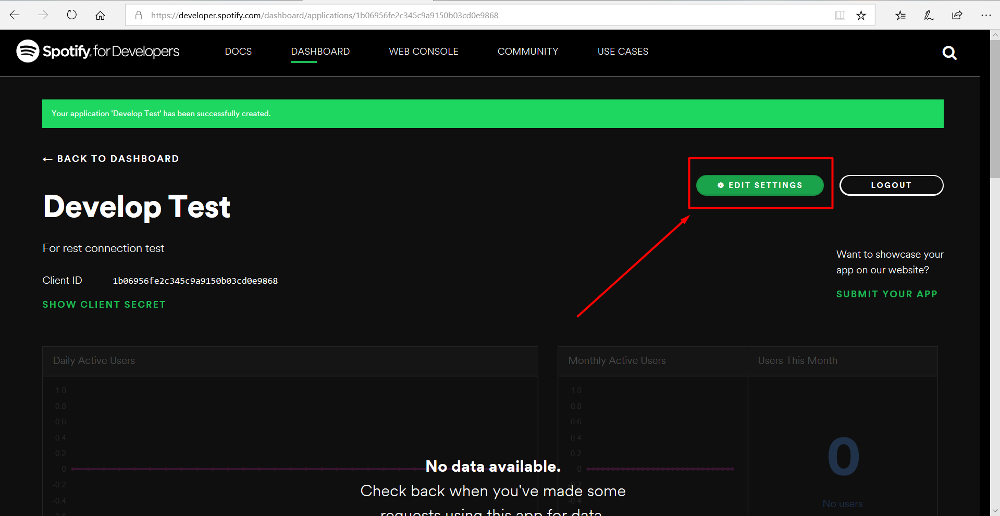 https://developer.spotify.com/dashboard/applications/1b06956fe2c345c9a9150b03cd0e9868
Spotify for Developers
DOCS
DASHBOARD
WEB CONSOLE
COMMUNITY
USE CASES
Your application 'Develop Test' has been successfully created.
← BACK TO DASHBOARD
EDIT SETTINGS
LOGOUT
Develop Test
For rest connection test
Want to showcase your
app on our website?
Client ID 1b06956fe2c345c9a9150b03cd0e9868
SUBMIT YOUR APP
SHOW CLIENT SECRET
Daily Active Users
1.0
0.8
0.6
0.4
0.2
0
-0.2
-0.4
-0.6
Monthly Active Users
1.0
0.8
0.6
0.4
0.2
0
-0.2
-0.4
Users This Month
0
No users
No data available.
Check back when you've made some
requests using this app for data